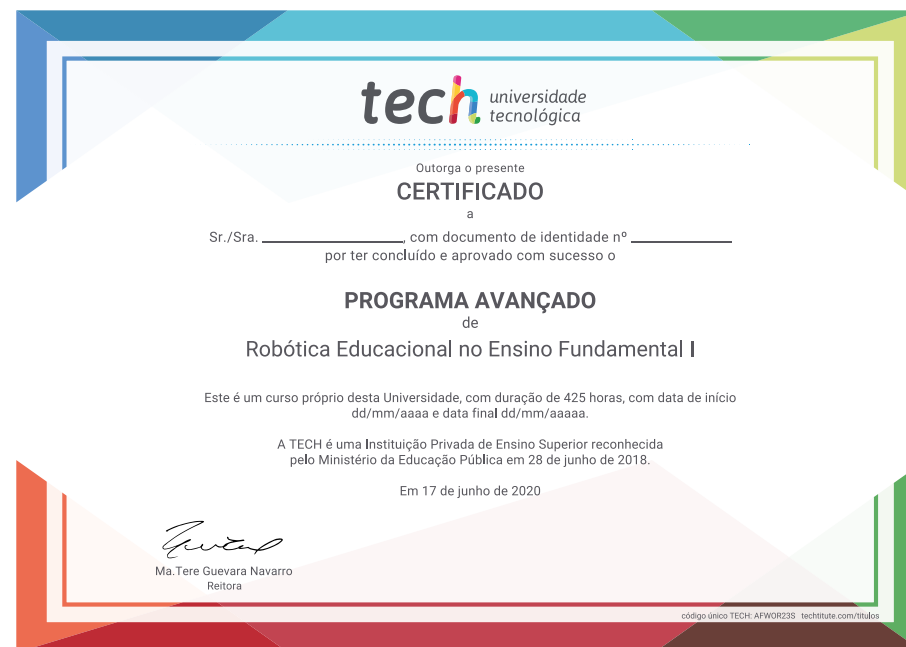 tech universidade
tecnológica
Outorga o presente
CERTIFICADO
a
Sr./Sra. ____________________, com documento de identidade nº ______________
por ter concluído e aprovado com sucesso o
PROGRAMA AVANÇADO
de
Robótica Educacional no Ensino Fundamental I
Este é um curso próprio desta Universidade, com duração de 425 horas, com data de início
dd/mm/aaaa e data final dd/mm/aaaaa.
A TECH é uma Instituição Privada de Ensino Superior reconhecida
pelo Ministério da Educação Pública em 28 de junho de 2018.
Em 17 de junho de 2020
Ma.Tere Guevara Navarro
Reitora
código único TECH: AFWOR23S techtitute.com/titulos